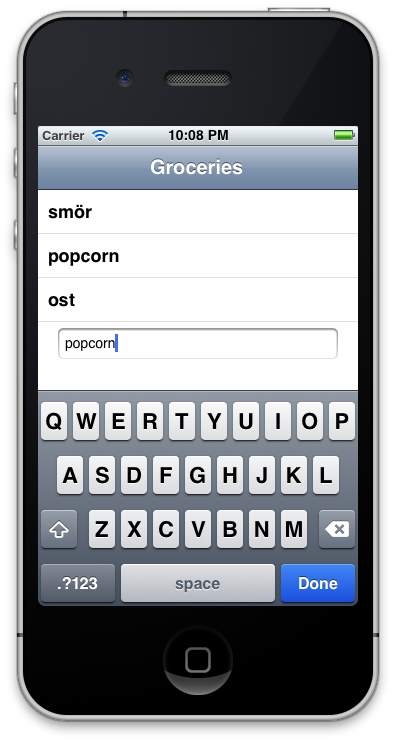 Carrier 10:08 PM
Groceries
smör
popcorn
ost
popcorn
Q W E R T Y U I O P
A S D F G H J K L
Z X C V B N M
.?123 space Done